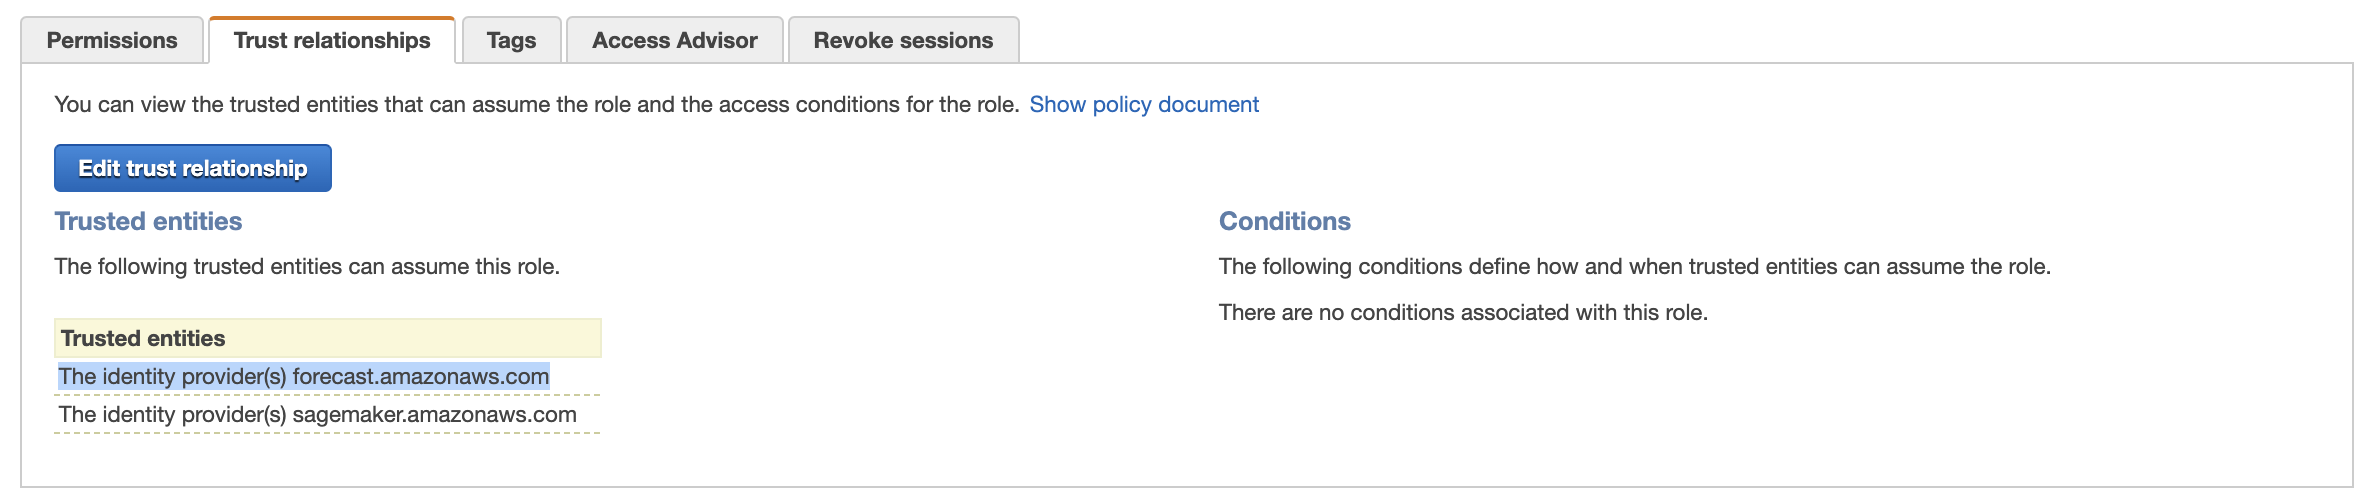 Permissions Trust relationships Tags Access Advisor Revoke sessions
You can view the trusted entities that can assume the role and the access conditions for the role. Show policy document
Edit trust relationship
Trusted entities
The following trusted entities can assume this role.
Trusted entities
The identity provider(s) forecast.amazonaws.com
The identity provider(s) sagemaker.amazonaws.com
Conditions
The following conditions define how and when trusted entities can assume the role.
There are no conditions associated with this role.